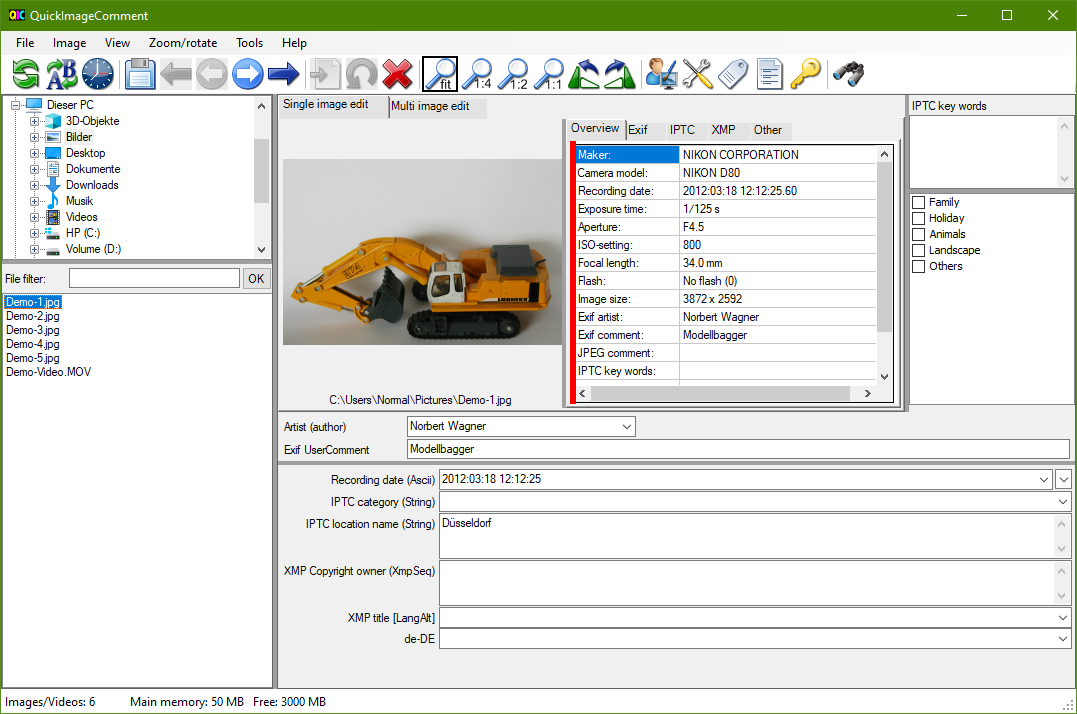 QuickImageComment
File Image View Zoom/rotate Tools Help
AB fit 1:4 1:2 1:1
Dieser PC
3D-Objekte
Bilder
Desktop
Dokumente
Downloads
Musik
Videos
HP (C:)
Volume (D:)
File filter: OK
Demo-1.jpg
Demo-2.jpg
Demo-3.jpg
Demo-4.jpg
Demo-5.jpg
Demo-Video.MOV
Single image edit Multi image edit
LIEBHERR
C:\Users\Normal\Pictures\Demo-1.jpg
Overview Exif IPTC XMP Other
Maker: NIKON CORPORATION
Camera model: NIKON D80
Recording date: 2012:03:18 12:12:25.60
Exposure time: 1/125 s
Aperture: F4.5
ISO-setting: 800
Focal length: 34.0 mm
Flash: No flash (0)
Image size: 3872 x 2592
Exif artist: Norbert Wagner
Exif comment: Modellbagger
JPEG comment:
IPTC key words:
IPTC key words
Family
Holiday
Animals
Landscape
Others
Artist (author) Norbert Wagner
Exif UserComment Modellbagger
Recording date (Ascii) 2012:03:18 12:12:25
IPTC category (String)
IPTC location name (String) Düsseldorf
XMP Copyright owner (XmpSeq)
XMP title [LangAlt]
de-DE
Images/Videos: 6 Main memory: 50 MB Free: 3000 MB